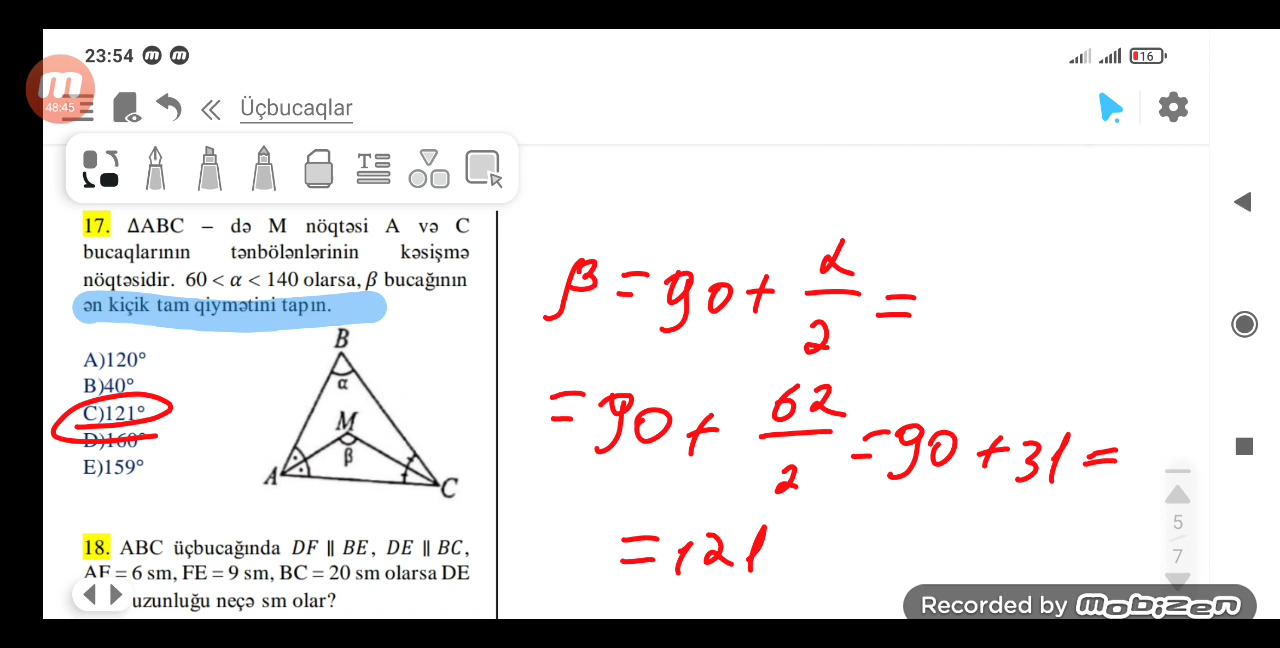 23:54
16
48:45
Üçbucaqlar
T
17. ΔABC – də M nöqtəsi A və C
bucaqlarının tənbölənlərinin kəsişmə
nöqtəsidir. 60 < α < 140 olarsa, β bucağının
ən kiçik tam qiymətini tapın.
A)120°
B)40°
C)121°
D)160°
E)159°
B
α
M
β
A
C
β = 90 + α/2 =
= 90 + 62/2 = 90 + 31 =
= 121
18. ABC üçbucağında DF ∥ BE, DE ∥ BC,
AF = 6 sm, FE = 9 sm, BC = 20 sm olarsa DE
uzunluğu neçə sm olar?
5
7
Recorded by mobizen